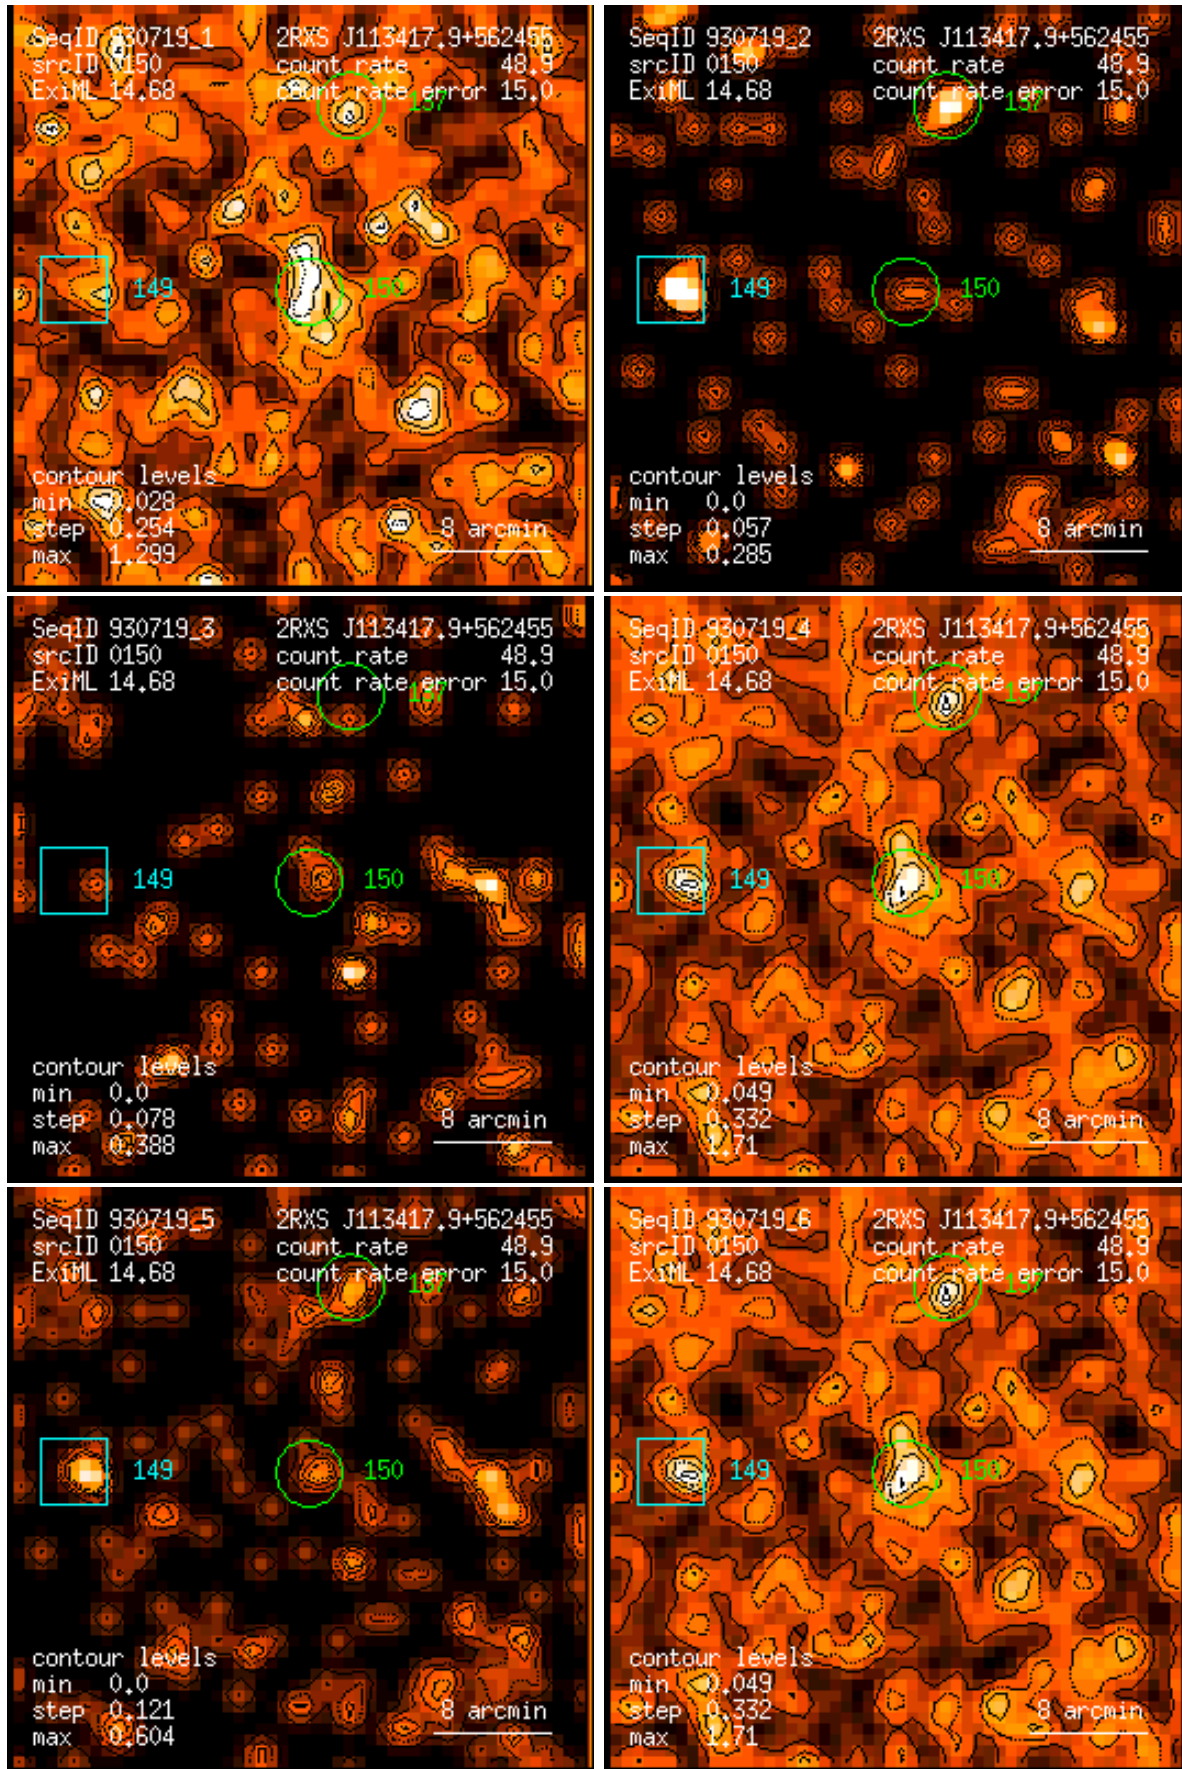 SeqID 930719_1 2RXS J113417.9+562455
srcID 0150 count rate 48.9
ExiML 14.68 count rate error 15.0
137
149 150
contour levels
min 0.028
step 0.254
max 1.299
8 arcmin
SeqID 930719_2 2RXS J113417.9+562455
srcID 0150 count rate 48.9
ExiML 14.68 count rate error 15.0
137
149 150
contour levels
min 0.0
step 0.057
max 0.285
8 arcmin
SeqID 930719_3 2RXS J113417.9+562455
srcID 0150 count rate 48.9
ExiML 14.68 count rate error 15.0
137
149 150
contour levels
min 0.0
step 0.078
max 0.388
8 arcmin
SeqID 930719_4 2RXS J113417.9+562455
srcID 0150 count rate 48.9
ExiML 14.68 count rate error 15.0
137
149 150
contour levels
min 0.049
step 0.332
max 1.71
8 arcmin
SeqID 930719_5 2RXS J113417.9+562455
srcID 0150 count rate 48.9
ExiML 14.68 count rate error 15.0
137
149 150
contour levels
min 0.0
step 0.121
max 0.604
8 arcmin
SeqID 930719_6 2RXS J113417.9+562455
srcID 0150 count rate 48.9
ExiML 14.68 count rate error 15.0
137
149 150
contour levels
min 0.049
step 0.332
max 1.71
8 arcmin